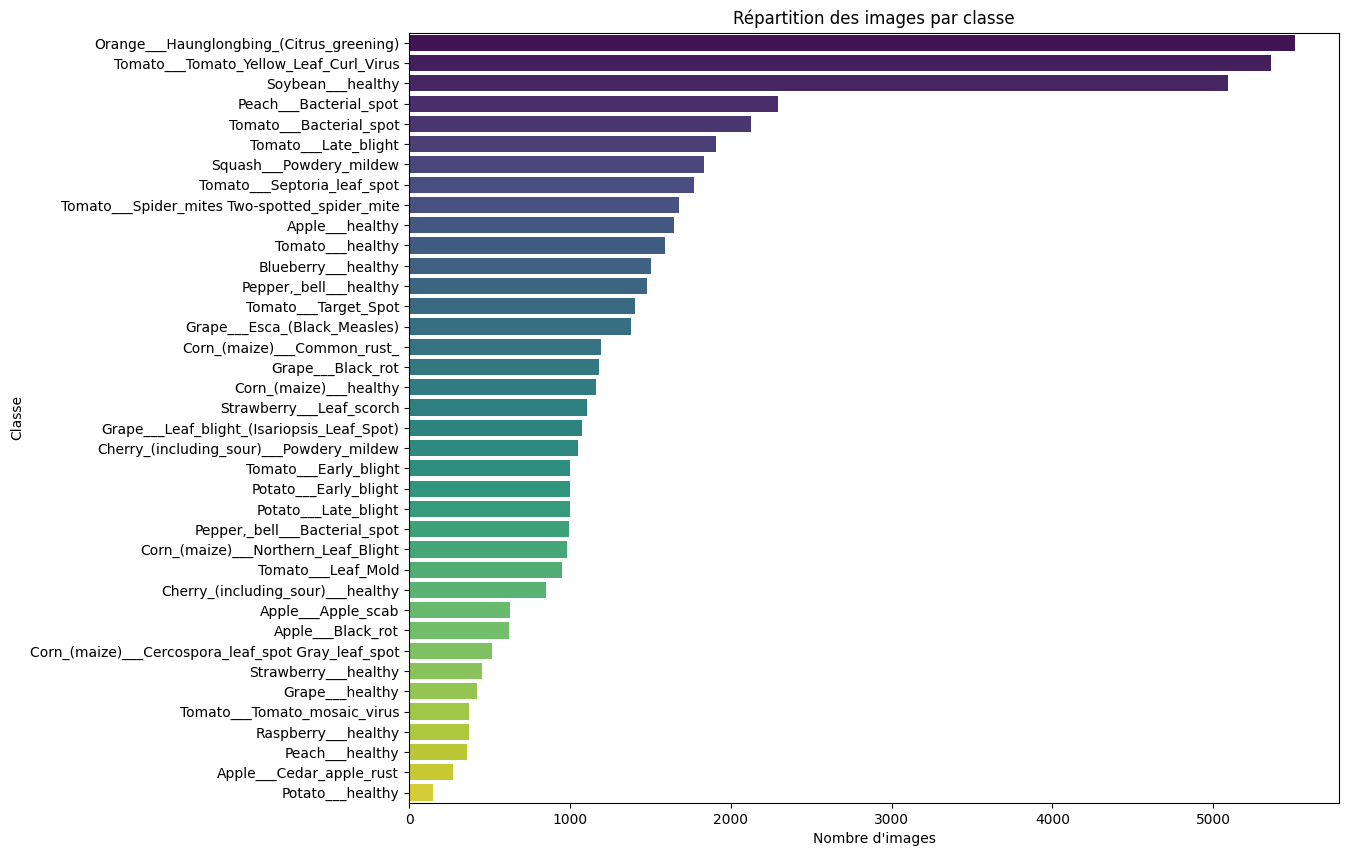 Répartition des images par classe
Orange___Haunglongbing_(Citrus_greening)
Tomato___Tomato_Yellow_Leaf_Curl_Virus
Soybean___healthy
Peach___Bacterial_spot
Tomato___Bacterial_spot
Tomato___Late_blight
Squash___Powdery_mildew
Tomato___Septoria_leaf_spot
Tomato___Spider_mites Two-spotted_spider_mite
Apple___healthy
Tomato___healthy
Blueberry___healthy
Pepper,_bell___healthy
Tomato___Target_Spot
Grape___Esca_(Black_Measles)
Corn_(maize)___Common_rust_
Grape___Black_rot
Corn_(maize)___healthy
Strawberry___Leaf_scorch
Grape___Leaf_blight_(Isariopsis_Leaf_Spot)
Cherry_(including_sour)___Powdery_mildew
Tomato___Early_blight
Potato___Early_blight
Potato___Late_blight
Pepper,_bell___Bacterial_spot
Corn_(maize)___Northern_Leaf_Blight
Tomato___Leaf_Mold
Cherry_(including_sour)___healthy
Apple___Apple_scab
Apple___Black_rot
Corn_(maize)___Cercospora_leaf_spot Gray_leaf_spot
Strawberry___healthy
Grape___healthy
Tomato___Tomato_mosaic_virus
Raspberry___healthy
Peach___healthy
Apple___Cedar_apple_rust
Potato___healthy
Classe
0 1000 2000 3000 4000 5000
Nombre d'images